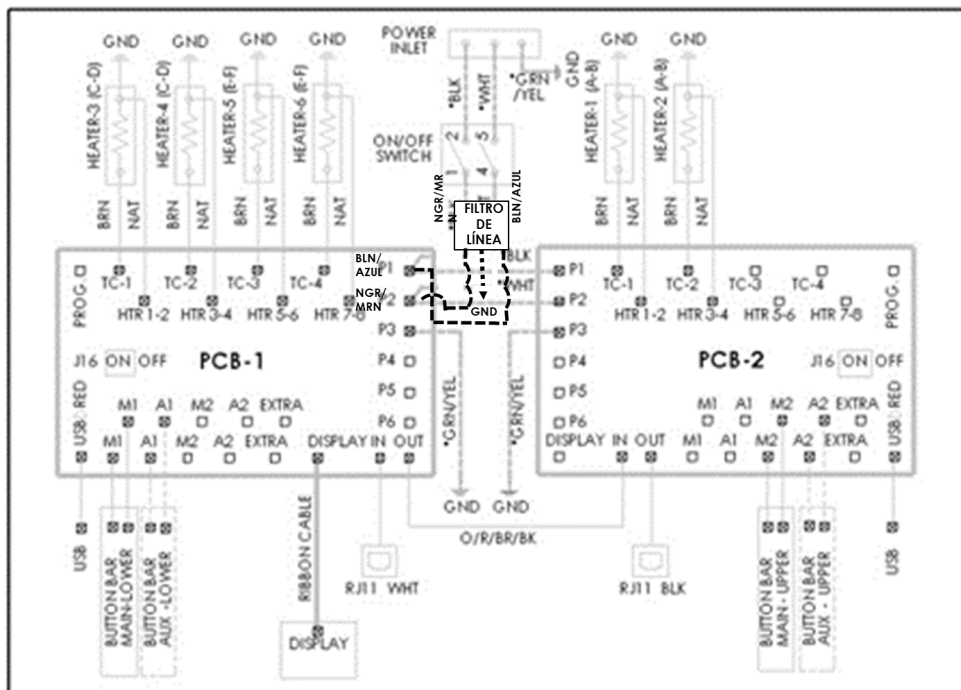 GND GND GND GND
POWER INLET
GND GND
HEATER-3 (C-D)
HEATER-4 (C-D)
HEATER-5 (E-F)
HEATER-6 (E-F)
*BLK
*WHT
*GRN/YEL
GND
HEATER-1 (A-B)
HEATER-2 (A-B)
ON/OFF SWITCH
2 5
1 4
BRN NAT BRN NAT BRN NAT BRN NAT
NGR/MR
FILTRO
DE
LÍNEA
BLN/AZUL
BRN NAT BRN NAT
PROG.
TC-1 TC-2 TC-3 TC-4
HTR 1-2 HTR 3-4 HTR 5-6 HTR 7-8
BLN/
AZUL
P1
NGR/
MRN
P2
P3
P4
P5
P6
BLK
*WHT
GND
P1
P2
P3
P4
P5
P6
TC-1 TC-2 TC-3 TC-4
HTR 1-2 HTR 3-4 HTR 5-6 HTR 7-8
PROG.
J16 ON OFF
PCB-1
PCB-2
J16 ON OFF
USB RED
M1 A1 M2 A2 EXTRA
M1 A1 M2 A2 EXTRA
DISPLAY IN OUT
*GRN/YEL
*GRN/YEL
DISPLAY IN OUT
M1 A1 M2 A2 EXTRA
M1 A1 M2 A2 EXTRA
USB RED
GND GND
O/R/BR/BK
USB
BUTTON BAR
MAIN-LOWER
BUTTON BAR
AUX -LOWER
RIBBON CABLE
DISPLAY
RJ11 WHT
RJ11 BLK
BUTTON BAR
MAIN - UPPER
BUTTON BAR
AUX - UPPER
USB